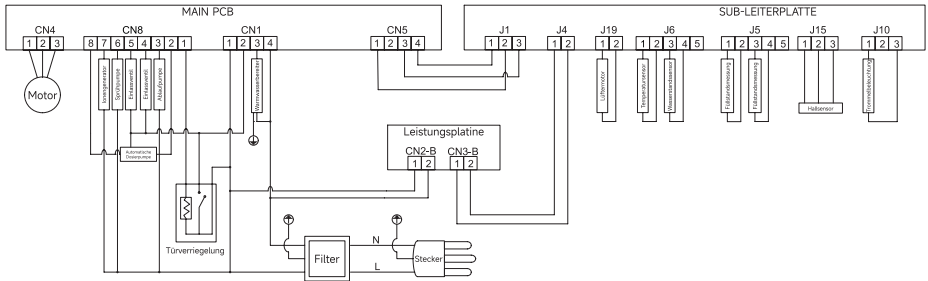 MAIN PCB
SUB-LEITERPLATTE
CN4 CN8 CN1 CN5 J1 J4 J19 J6 J5 J15 J10
1 2 3 8 7 6 5 4 3 2 1 1 2 3 4 1 2 3 4 1 2 3 1 2 1 2 1 2 3 4 5 1 2 3 4 5 1 2 3 1 2 3
Motor
Ionengenerator
Sprühpumpe
Einlassventil
Einlassventil
Ablaufpumpe
Warmwasserbereiter
Lüftermotor
Temperatursensor
Wasserstandssensor
Füllstandsmessung
Füllstandsmessung
Hallsensor
Trommelbeleuchtung
Automatische
Dosierpumpe
Leistungsplatine
CN2-B CN3-B
1 2 1 2
Türverriegelung
Filter
N
L
Stecker